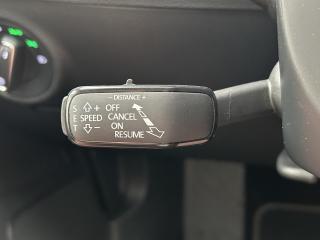 - DISTANCE +
S E T
+ OFF
SPEED CANCEL
- ON
RESUME